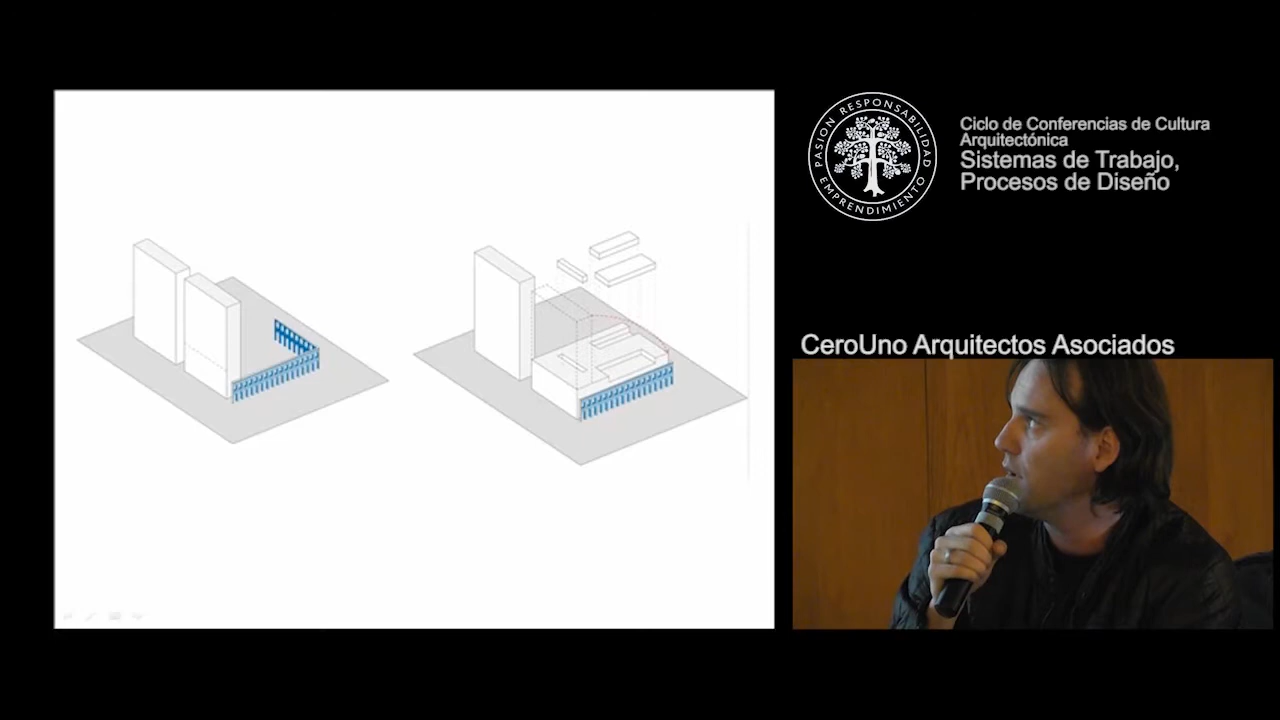 PASION RESPONSABILIDAD
EMPRENDIMIENTO
Ciclo de Conferencias de Cultura
Arquitectónica
Sistemas de Trabajo,
Procesos de Diseño
CeroUno Arquitectos Asociados